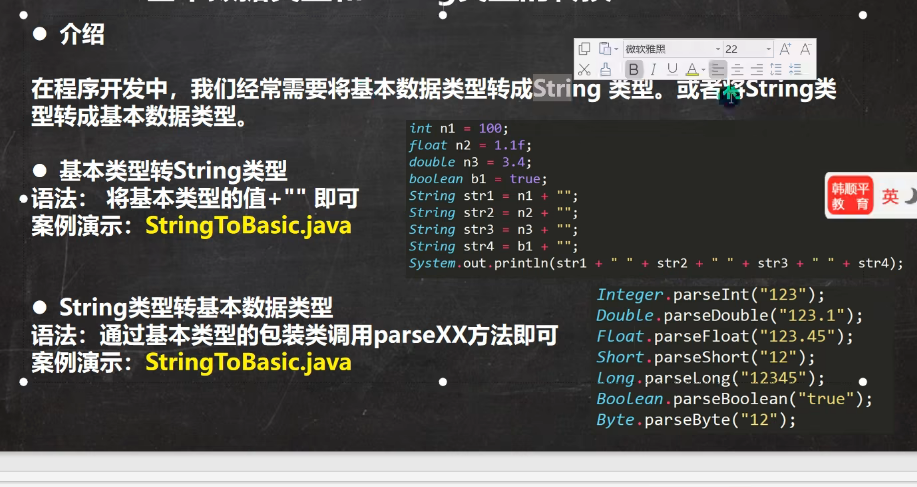 ● 介绍
微软雅黑 22 A A
B I U A
在程序开发中，我们经常需要将基本数据类型转成String 类型。或者将String类
型转成基本数据类型。
● 基本类型转String类型
语法： 将基本类型的值+"" 即可
案例演示：StringToBasic.java
int n1 = 100;
float n2 = 1.1f;
double n3 = 3.4;
boolean b1 = true;
String str1 = n1 + "";
String str2 = n2 + "";
String str3 = n3 + "";
String str4 = b1 + "";
System.out.println(str1 + " " + str2 + " " + str3 + " " + str4);
韩顺平
教 育
英
● String类型转基本数据类型
语法：通过基本类型的包装类调用parseXX方法即可
案例演示：StringToBasic.java
Integer.parseInt("123");
Double.parseDouble("123.1");
Float.parseFloat("123.45");
Short.parseShort("12");
Long.parseLong("12345");
Boolean.parseBoolean("true");
Byte.parseByte("12");